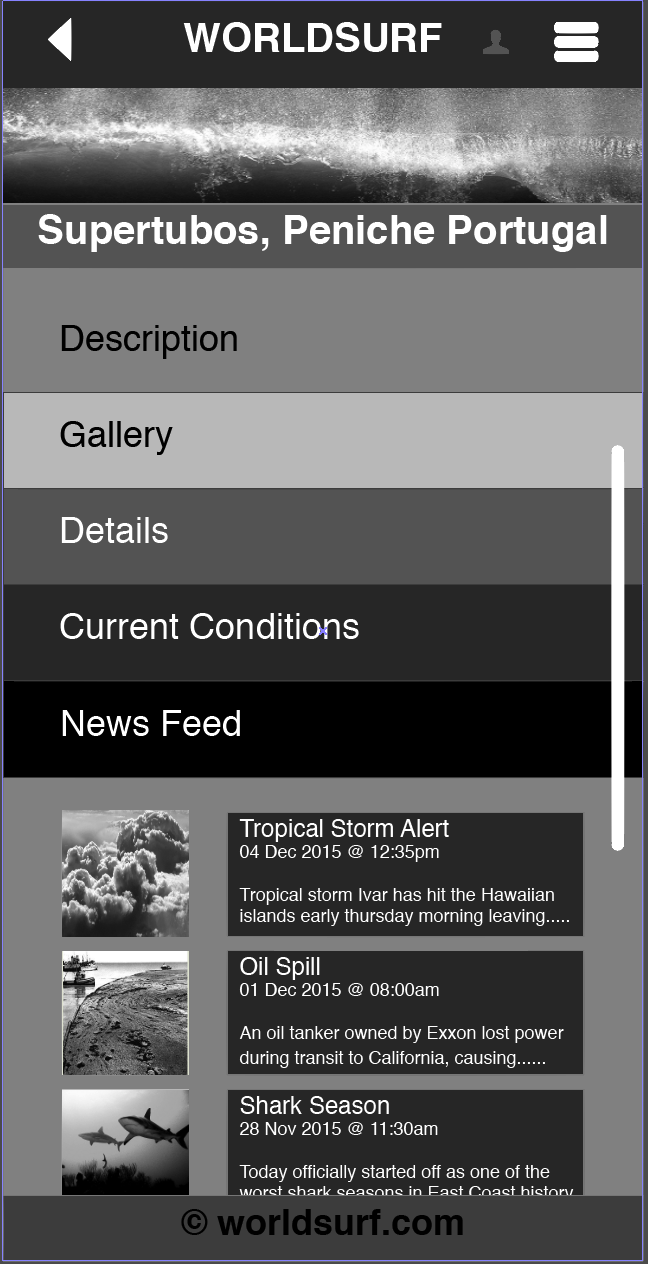 WORLDSURF
Supertubos, Peniche Portugal
Description
Gallery
Details
Current Conditions
News Feed
Tropical Storm Alert
04 Dec 2015 @ 12:35pm
Tropical storm Ivar has hit the Hawaiian
islands early thursday morning leaving.....
Oil Spill
01 Dec 2015 @ 08:00am
An oil tanker owned by Exxon lost power
during transit to California, causing......
Shark Season
28 Nov 2015 @ 11:30am
Today officially started off as one of the
worst shark seasons in East Coast history
© worldsurf.com